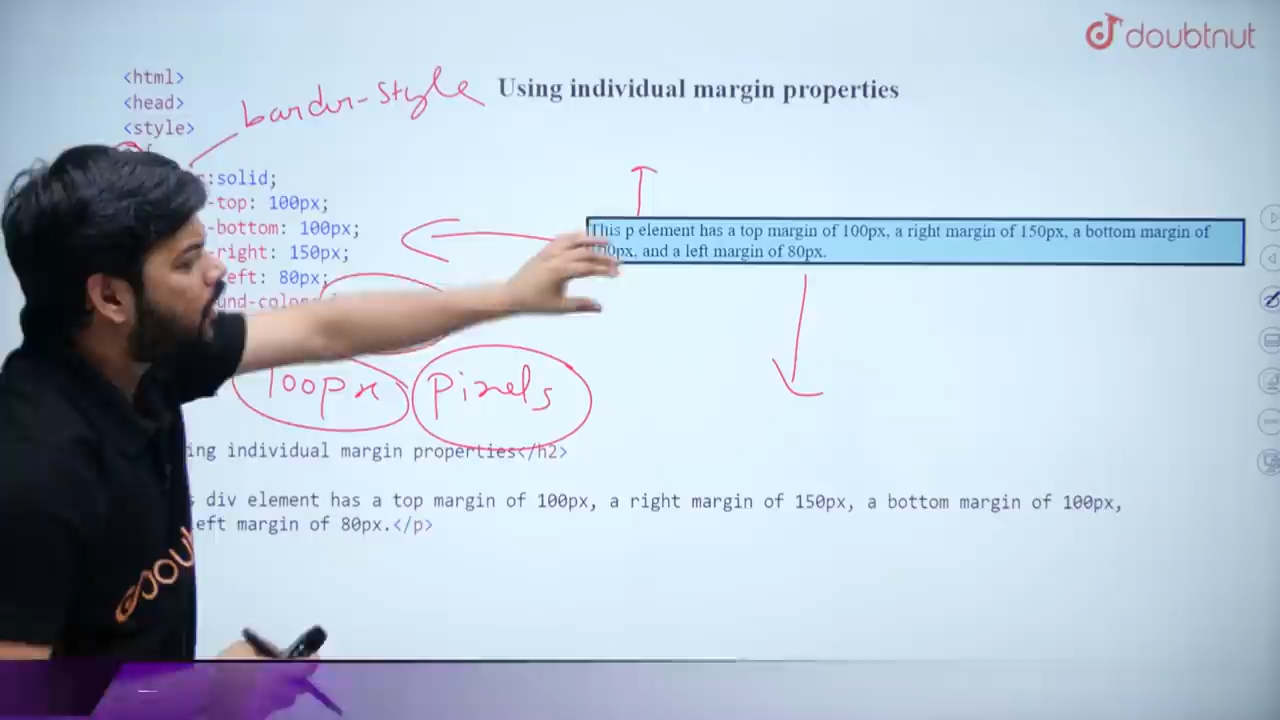 doubtnut
<html>
<head>
<style>
border-style
Using individual margin properties
:solid;
-top: 100px;
-bottom: 100px;
-right: 150px;
eft: 80px;
und-color:
This p element has a top margin of 100px, a right margin of 150px, a bottom margin of
00px, and a left margin of 80px.
100px pixels
ing individual margin properties</h2>
s div element has a top margin of 100px, a right margin of 150px, a bottom margin of 100px,
eft margin of 80px.</p>